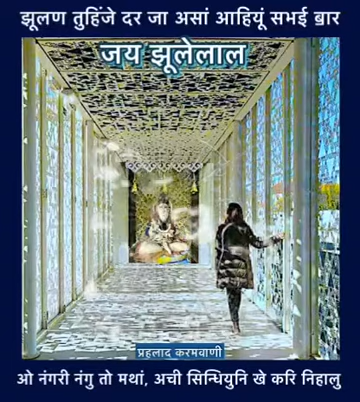 झूलण तुहिंजे दर जा असां आहियूं सभई ॿार
जय झूलेलाल
प्रहलाद करमवाणी
ओ नंगरी नंगु तो मथां, अची सिन्धियुनि खे करि निहालु